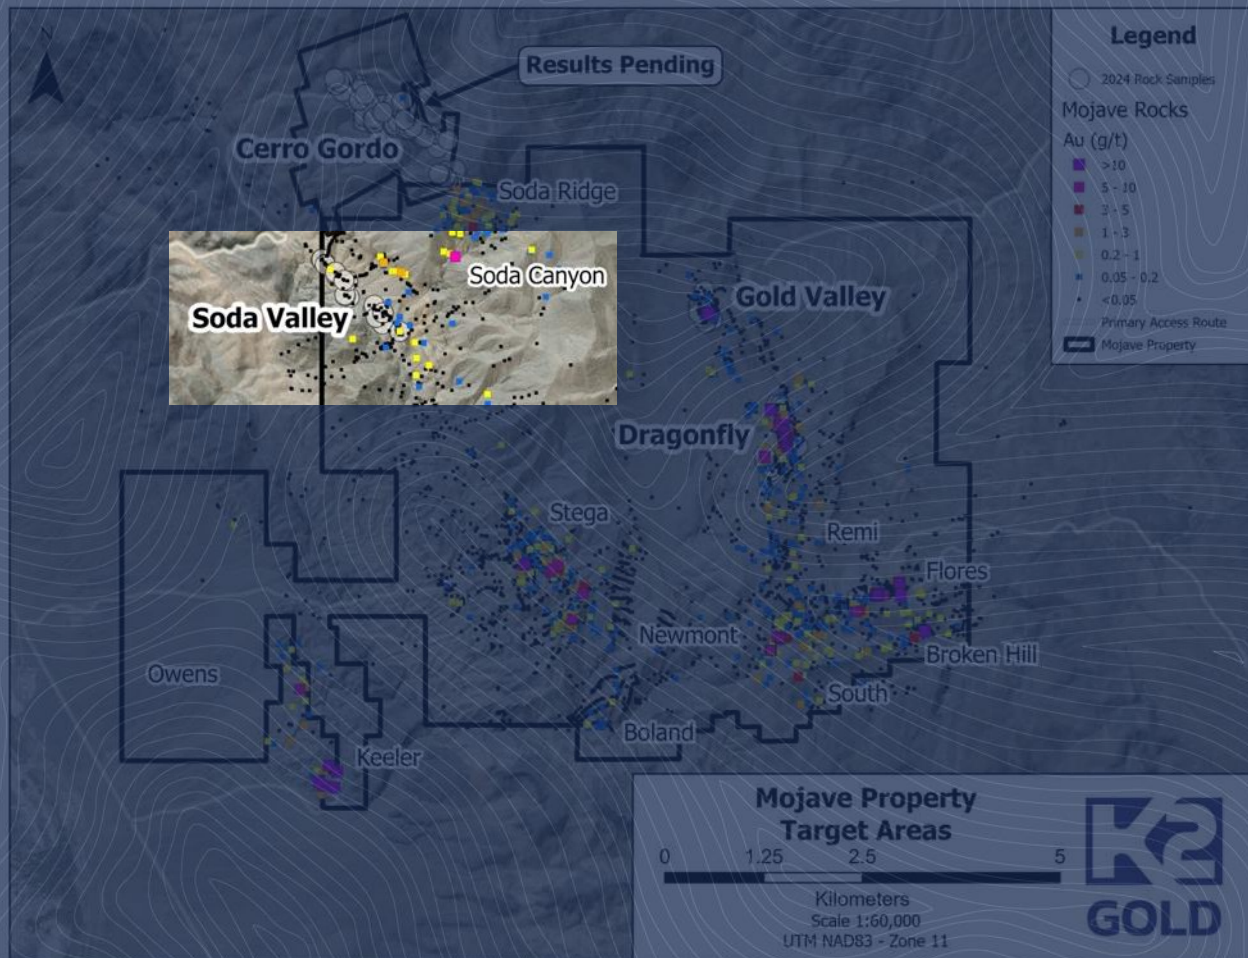 N
Results Pending
Cerro Gordo
Soda Ridge
Soda Canyon
Soda Valley
Gold Valley
Dragonfly
Stega
Remi
Flores
Newmont
Broken Hill
Owens
South
Boland
Keeler
Legend
2024 Rock Samples
Mojave Rocks
Au (g/t)
>10
5 - 10
3 - 5
1 - 3
0.2 - 1
0.05 - 0.2
<0.05
Primary Access Route
Mojave Property
Mojave Property
Target Areas
0 1.25 2.5 5
Kilometers
Scale 1:60,000
UTM NAD83 - Zone 11
K2
GOLD